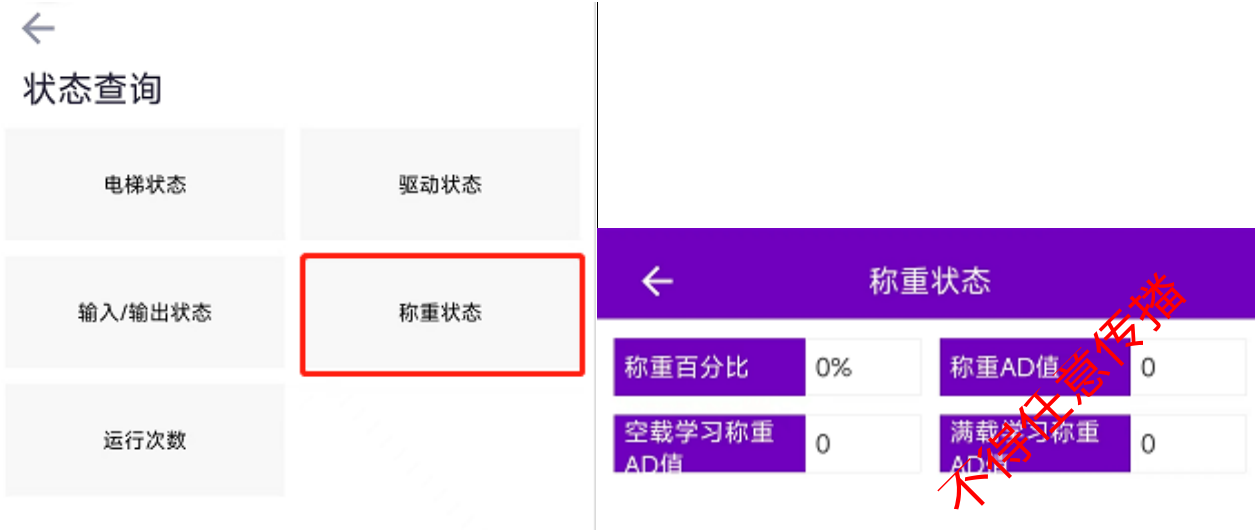 状态查询
电梯状态
驱动状态
输入/输出状态
称重状态
运行次数
称重状态
称重百分比
0%
称重AD值
0
空载学习称重
AD值
0
满载学习称重
AD值
0
不得任意传播